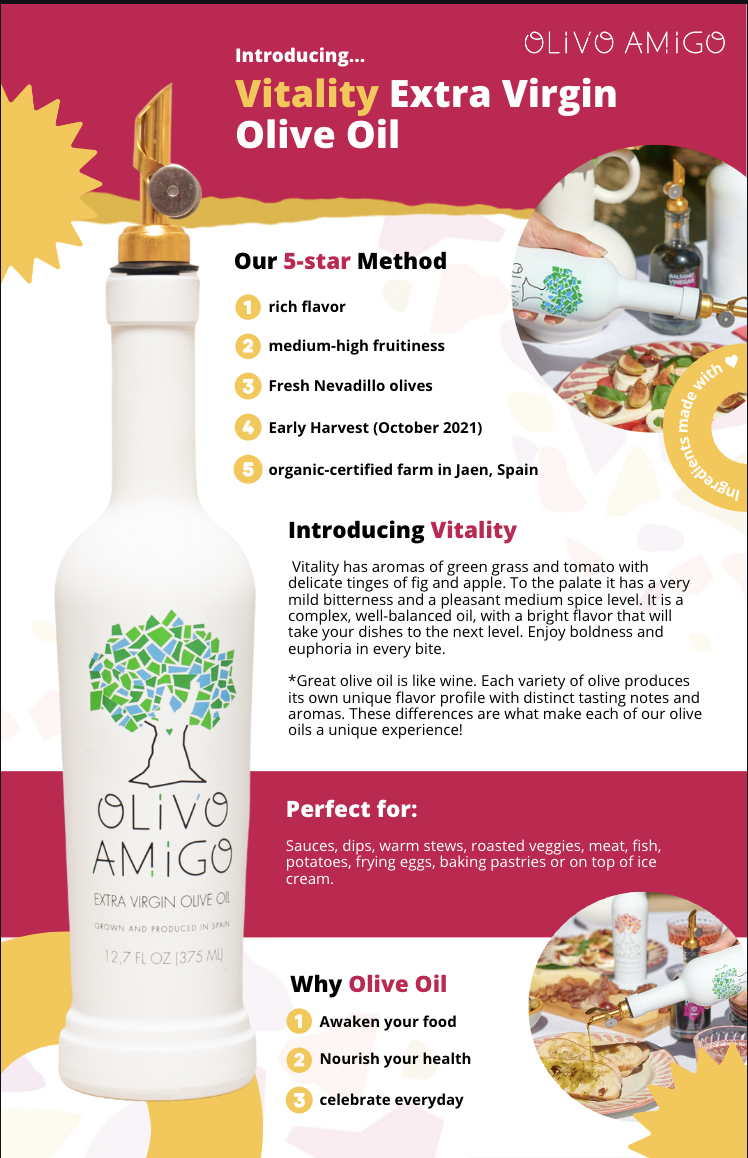 OLIVO AMIGO
Introducing...
Vitality Extra Virgin
Olive Oil
Our 5-star Method
1 rich flavor
2 medium-high fruitiness
3 Fresh Nevadillo olives
4 Early Harvest (October 2021)
5 organic-certified farm in Jaen, Spain
BALSAMIC
VINEGAR
Ingredients made with
Introducing Vitality
Vitality has aromas of green grass and tomato with
delicate tinges of fig and apple. To the palate it has a very
mild bitterness and a pleasant medium spice level. It is a
complex, well-balanced oil, with a bright flavor that will
take your dishes to the next level. Enjoy boldness and
euphoria in every bite.
*Great olive oil is like wine. Each variety of olive produces
its own unique flavor profile with distinct tasting notes and
aromas. These differences are what make each of our olive
oils a unique experience!
OLIVO
AMIGO
EXTRA VIRGIN OLIVE OIL
GROWN AND PRODUCED IN SPAIN
12,7 FL OZ (375 ML)
Perfect for:
Sauces, dips, warm stews, roasted veggies, meat, fish,
potatoes, frying eggs, baking pastries or on top of ice
cream.
Why Olive Oil
1 Awaken your food
2 Nourish your health
3 celebrate everyday